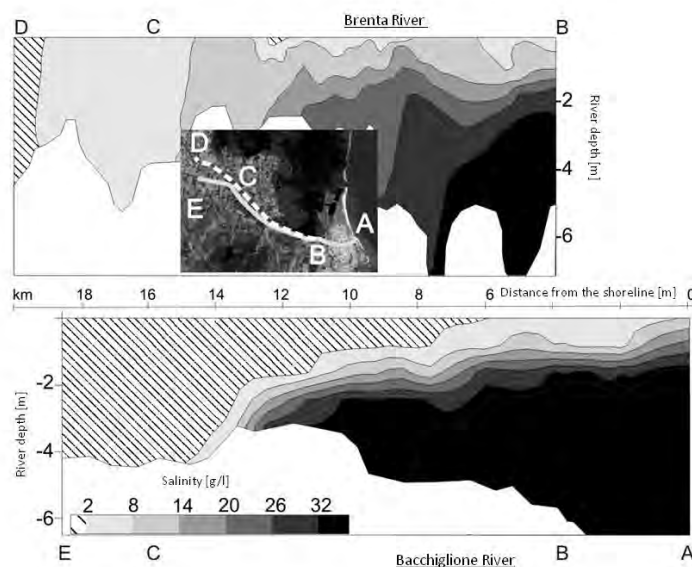 Brenta River
D C B
-2
-4
-6
River depth [m]
D
C
E
A
B
km 18 16 14 12 10 8 6 Distance from the shoreline [m] 0
-2
-4
-6
River depth [m]
Salinity [g/l]
2 8 14 20 26 32
E C B A
Bacchiglione River